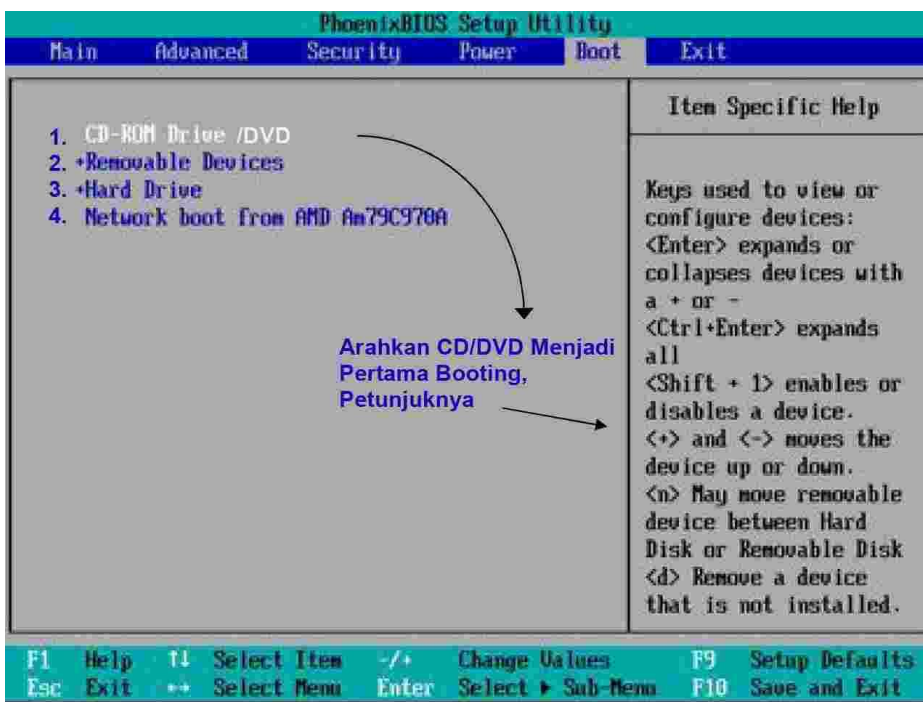 PhoenixBIOS Setup Utility
Main Advanced Security Power Boot Exit
1. CD-ROM Drive /DVD
2. +Removable Devices
3. +Hard Drive
4. Network boot from AMD Am79C970A
Arahkan CD/DVD Menjadi
Pertama Booting,
Petunjuknya
Item Specific Help
Keys used to view or
configure devices:
<Enter> expands or
collapses devices with
a + or -
<Ctrl+Enter> expands
all
<Shift + 1> enables or
disables a device.
<+> and <-> moves the
device up or down.
<n> May move removable
device between Hard
Disk or Removable Disk
<d> Remove a device
that is not installed.
F1 Help ↑↓ Select Item -/+ Change Values F9 Setup Defaults
Esc Exit ↔ Select Menu Enter Select ▶ Sub-Menu F10 Save and Exit